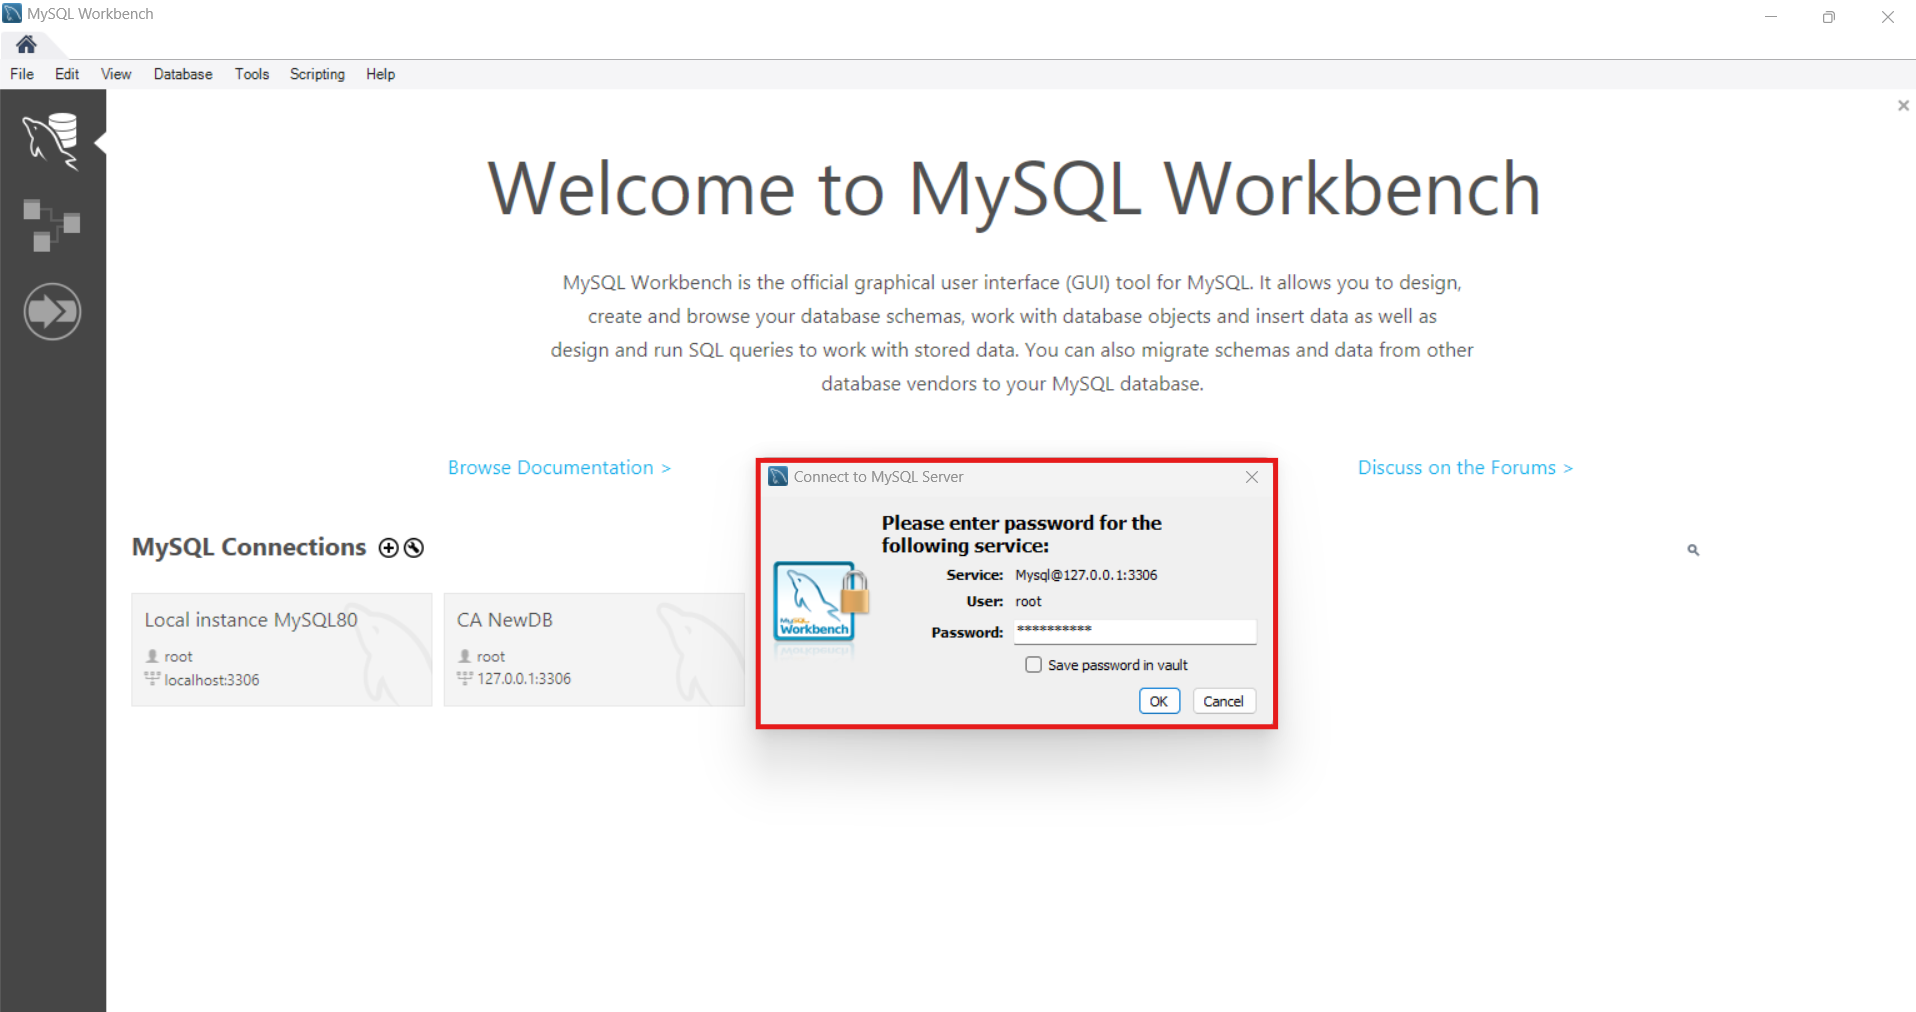 MySQL Workbench
File Edit View Database Tools Scripting Help
Welcome to MySQL Workbench
MySQL Workbench is the official graphical user interface (GUI) tool for MySQL. It allows you to design,
create and browse your database schemas, work with database objects and insert data as well as
design and run SQL queries to work with stored data. You can also migrate schemas and data from other
database vendors to your MySQL database.
Browse Documentation >
Discuss on the Forums >
MySQL Connections
Local instance MySQL80
root
localhost:3306
CA NewDB
root
127.0.0.1:3306
Connect to MySQL Server
Please enter password for the
following service:
Service: Mysql@127.0.0.1:3306
User: root
Password: **********
Save password in vault
OK Cancel
MySQL
Workbench